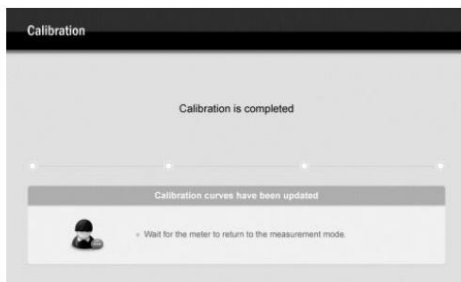 Calibration
Calibration is completed
Calibration curves have been updated
Wait for the meter to return to the measurement mode.